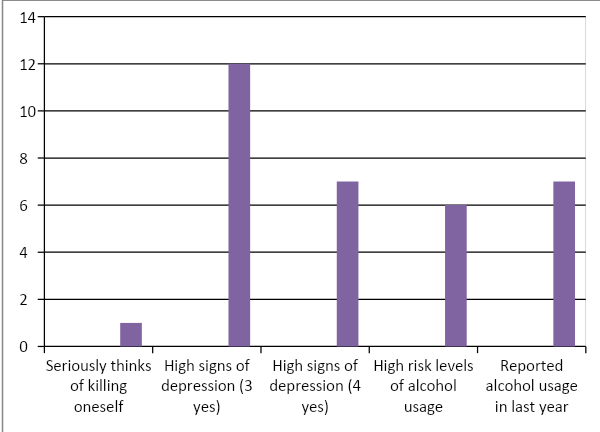 14
12
10
8
6
4
2
0
Seriously thinks
of killing
oneself
High signs of
depression (3
yes)
High signs of
depression (4
yes)
High risk levels
of alcohol
usage
Reported
alcohol usage
in last year